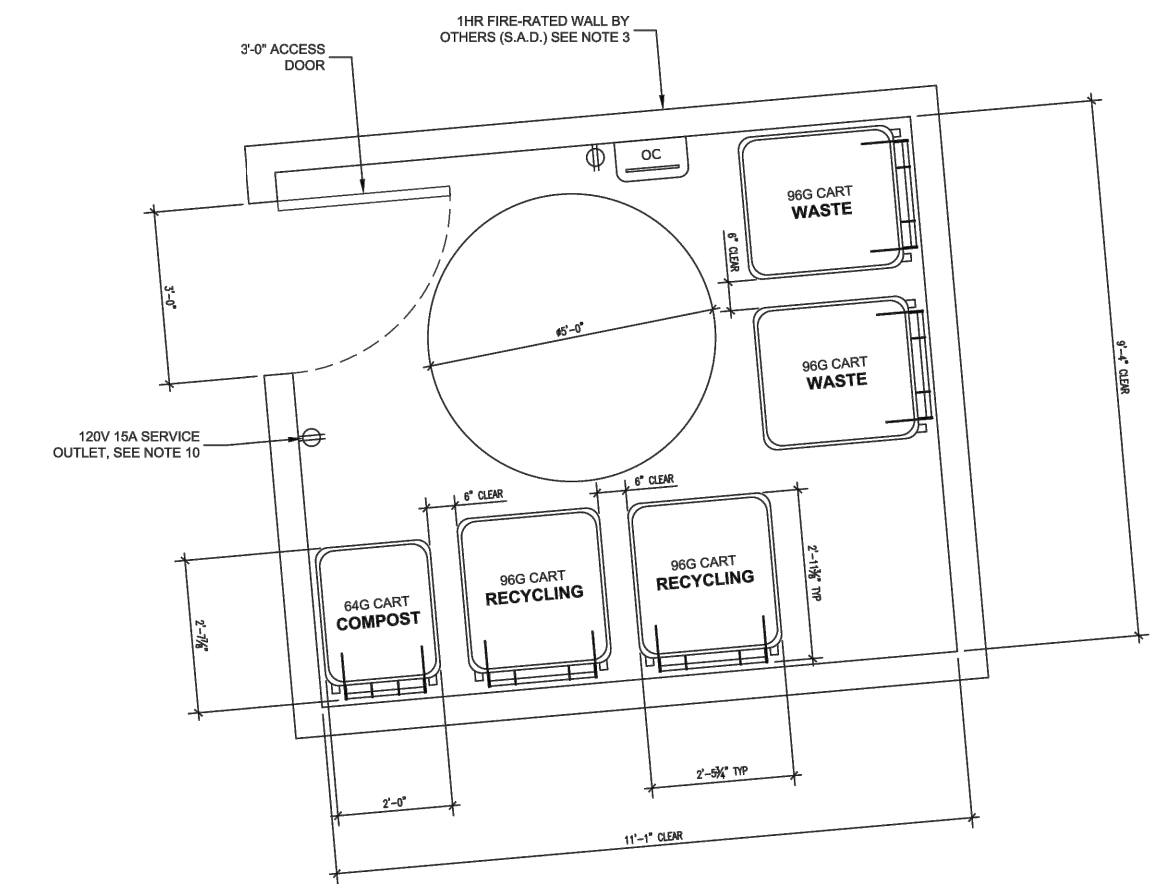 1HR FIRE-RATED WALL BY
OTHERS (S.A.D.) SEE NOTE 3
3'-0" ACCESS
DOOR
OC
96G CART
WASTE
6" CLEAR
3'-0"
ø5'-0"
96G CART
WASTE
9'-4" CLEAR
120V 15A SERVICE
OUTLET, SEE NOTE 10
6" CLEAR
6" CLEAR
96G CART
RECYCLING
96G CART
RECYCLING
2'-11⅜" TYP
64G CART
COMPOST
2'-7⅞"
2'-5¾" TYP
2'-0"
11'-1" CLEAR